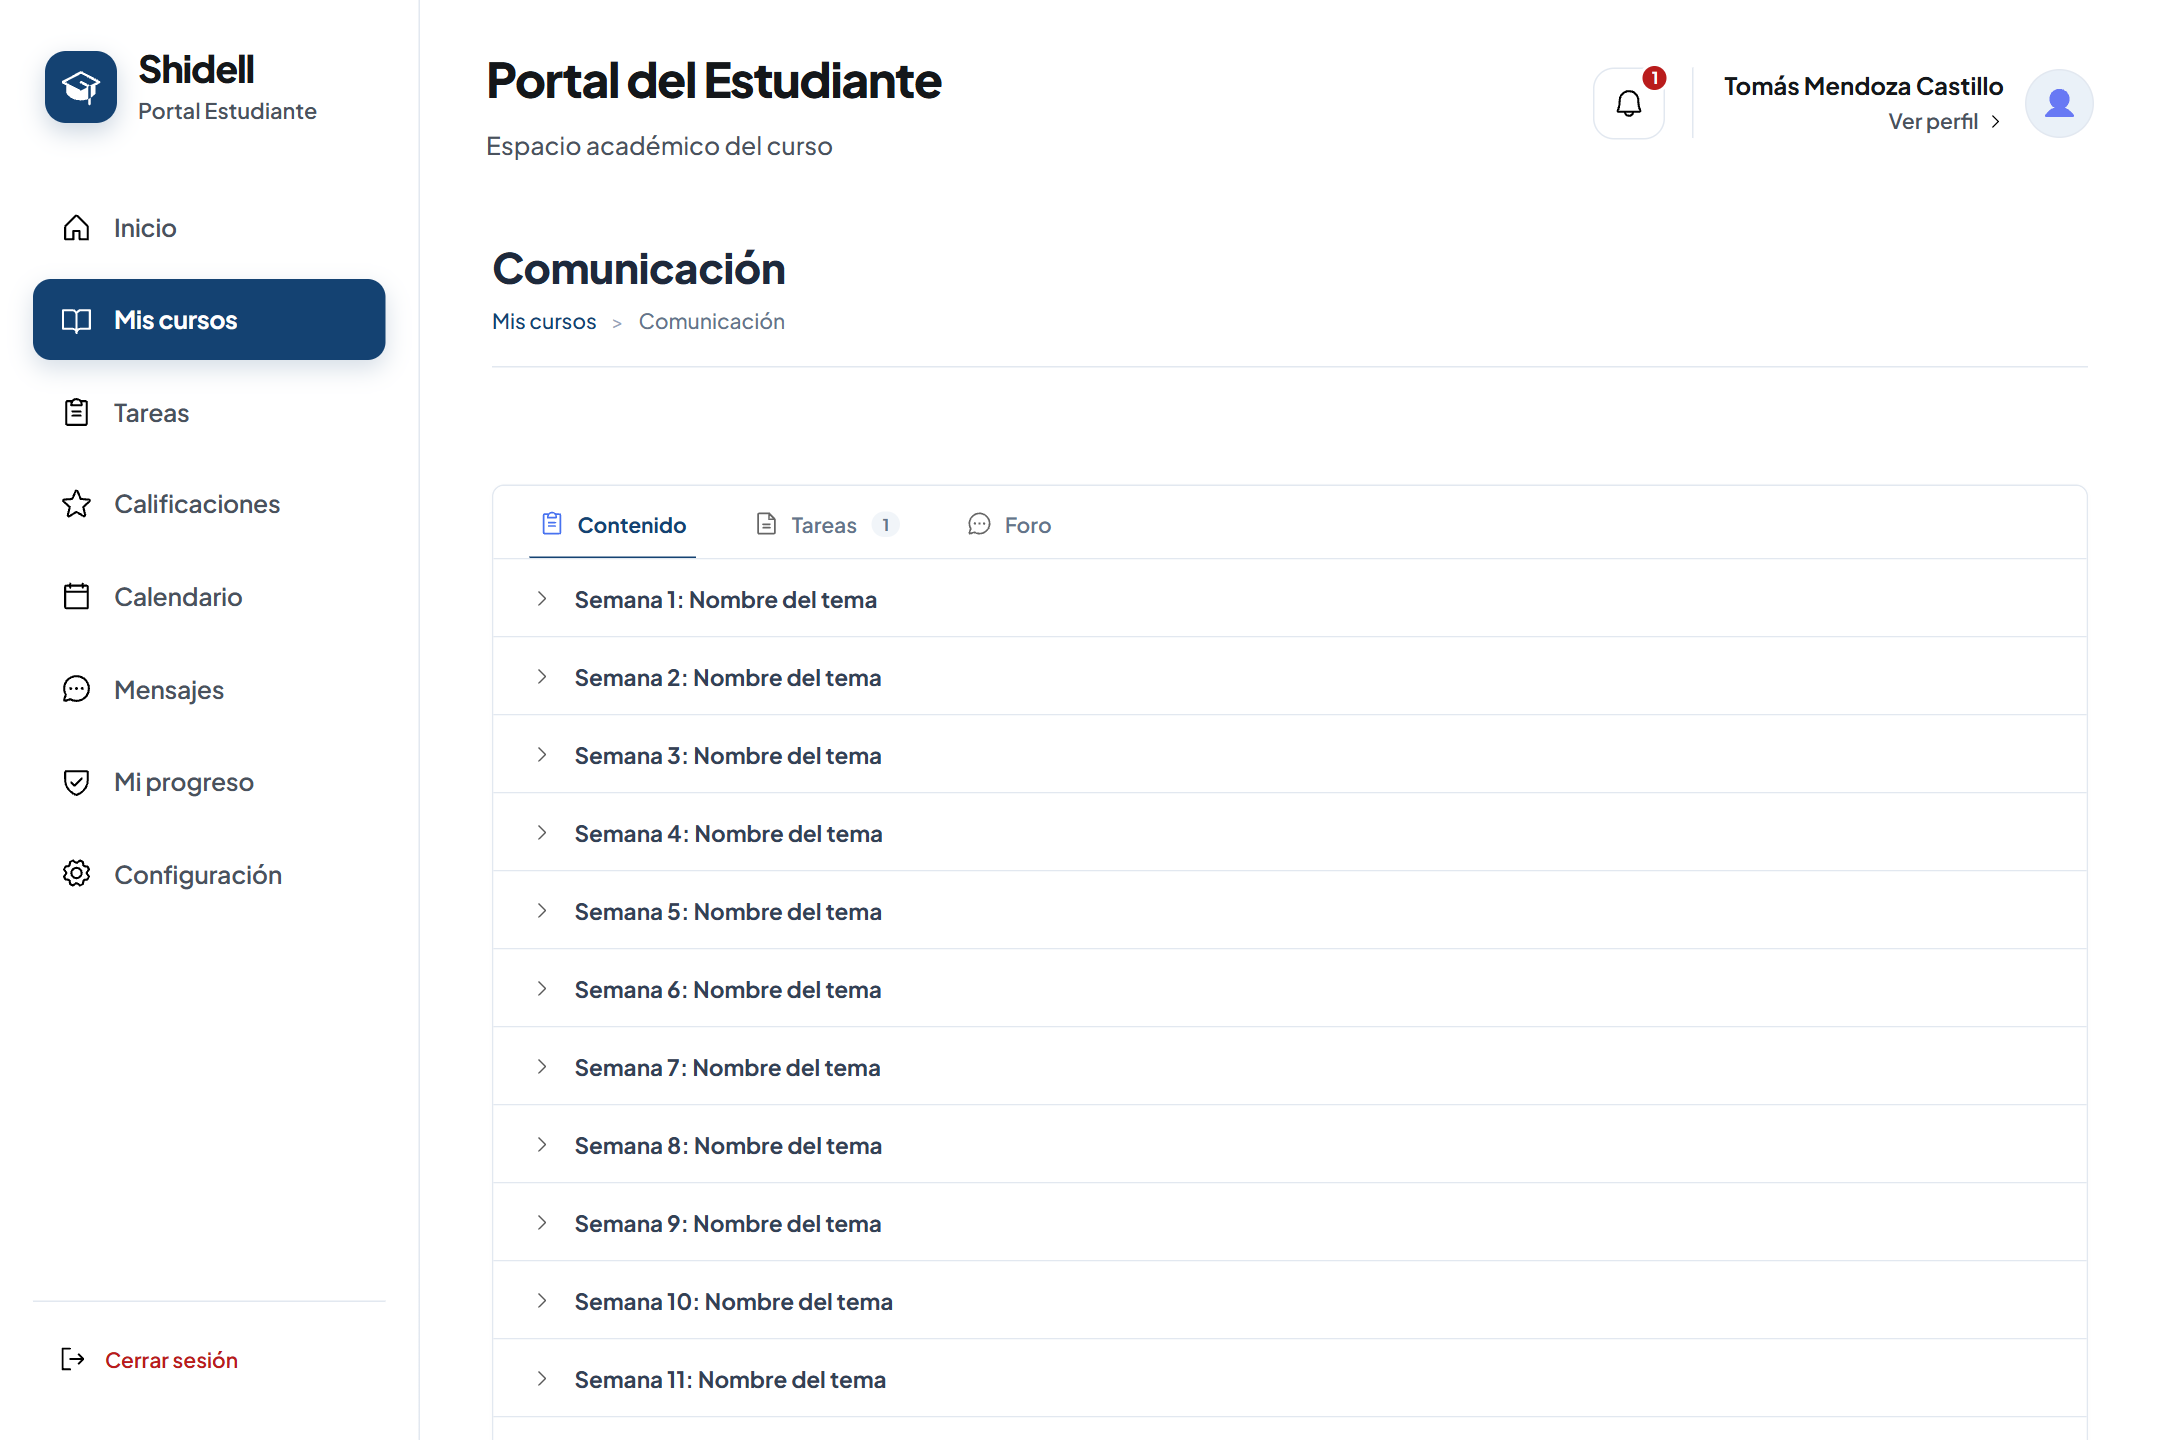 Shidell
Portal Estudiante
Inicio
Mis cursos
Tareas
Calificaciones
Calendario
Mensajes
Mi progreso
Configuración
Cerrar sesión
Portal del Estudiante
Espacio académico del curso
1
Tomás Mendoza Castillo
Ver perfil >
Comunicación
Mis cursos > Comunicación
Contenido Tareas 1 Foro
Semana 1: Nombre del tema
Semana 2: Nombre del tema
Semana 3: Nombre del tema
Semana 4: Nombre del tema
Semana 5: Nombre del tema
Semana 6: Nombre del tema
Semana 7: Nombre del tema
Semana 8: Nombre del tema
Semana 9: Nombre del tema
Semana 10: Nombre del tema
Semana 11: Nombre del tema